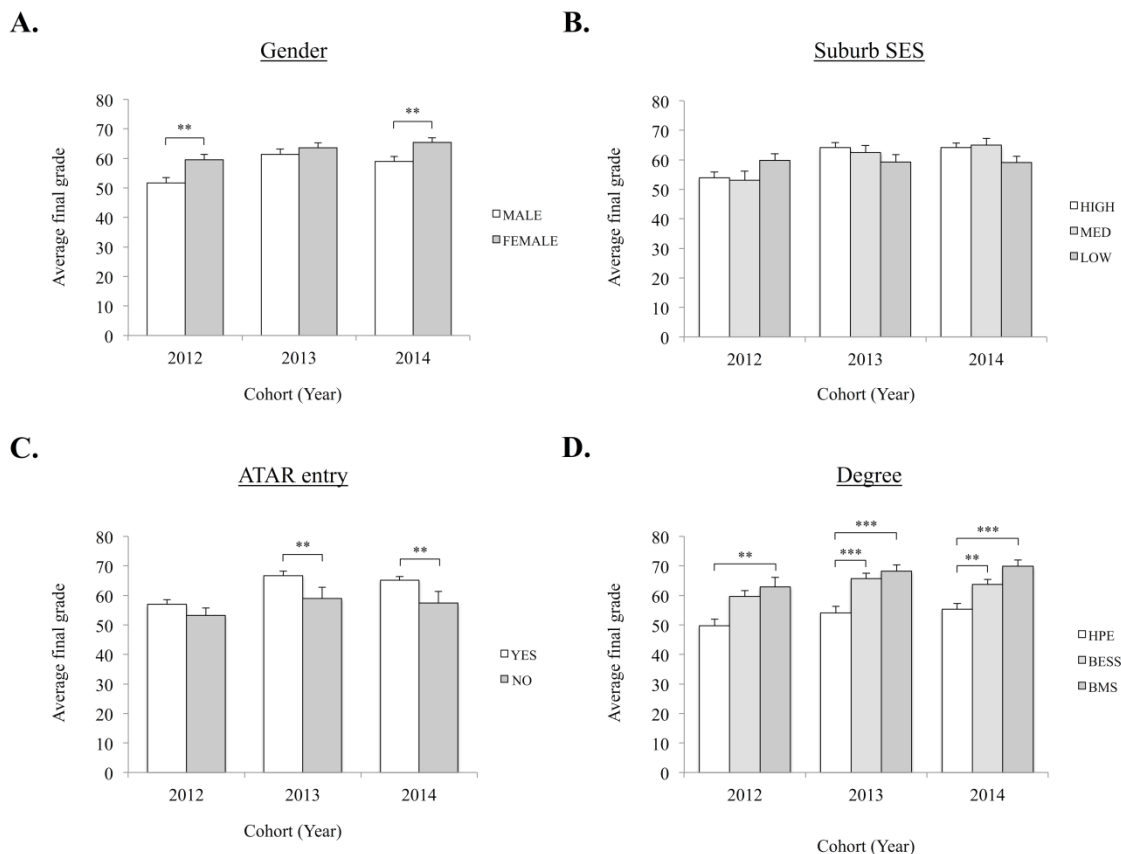 A.
Gender
Average final grade
80
70
60
50
40
30
20
10
0
**
**
2012
2013
2014
Cohort (Year)
MALE
FEMALE
B.
Suburb SES
Average final grade
80
70
60
50
40
30
20
10
0
2012
2013
2014
Cohort (Year)
HIGH
MED
LOW
C.
ATAR entry
Average final grade
80
70
60
50
40
30
20
10
0
**
**
2012
2013
2014
Cohort (Year)
YES
NO
D.
Degree
Average final grade
80
70
60
50
40
30
20
10
0
**
***
***
***
**
2012
2013
2014
Cohort (Year)
HPE
BESS
BMS